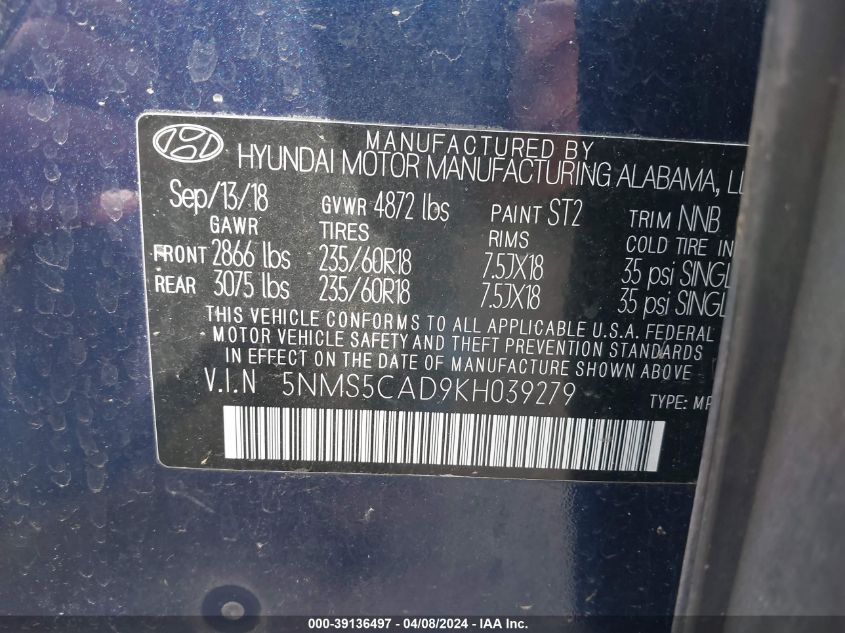 MANUFACTURED BY
HYUNDAI MOTOR MANUFACTURING ALABAMA, LL
Sep/13/18 GVWR 4872 lbs PAINT ST2 TRIM NNB
GAWR TIRES RIMS COLD TIRE IN
FRONT 2866 lbs 235/60R18 7.5JX18 35 psi SINGL
REAR 3075 lbs 235/60R18 7.5JX18 35 psi SINGL
THIS VEHICLE CONFORMS TO ALL APPLICABLE U.S.A. FEDERAL
MOTOR VEHICLE SAFETY AND THEFT PREVENTION STANDARDS
IN EFFECT ON THE DATE OF MANUFACTURE SHOWN ABOVE
V.I.N 5NMS5CAD9KH039279 TYPE: MP
000-39136497 - 04/08/2024 - IAA Inc.